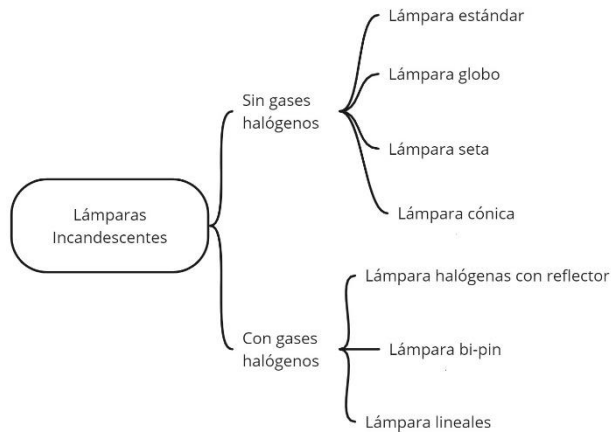 Lámparas
Incandescentes
Sin gases
halógenos
Lámpara estándar
Lámpara globo
Lámpara seta
Lámpara cónica
Con gases
halógenos
Lámpara halógenas con reflector
Lámpara bi-pin
Lámpara lineales